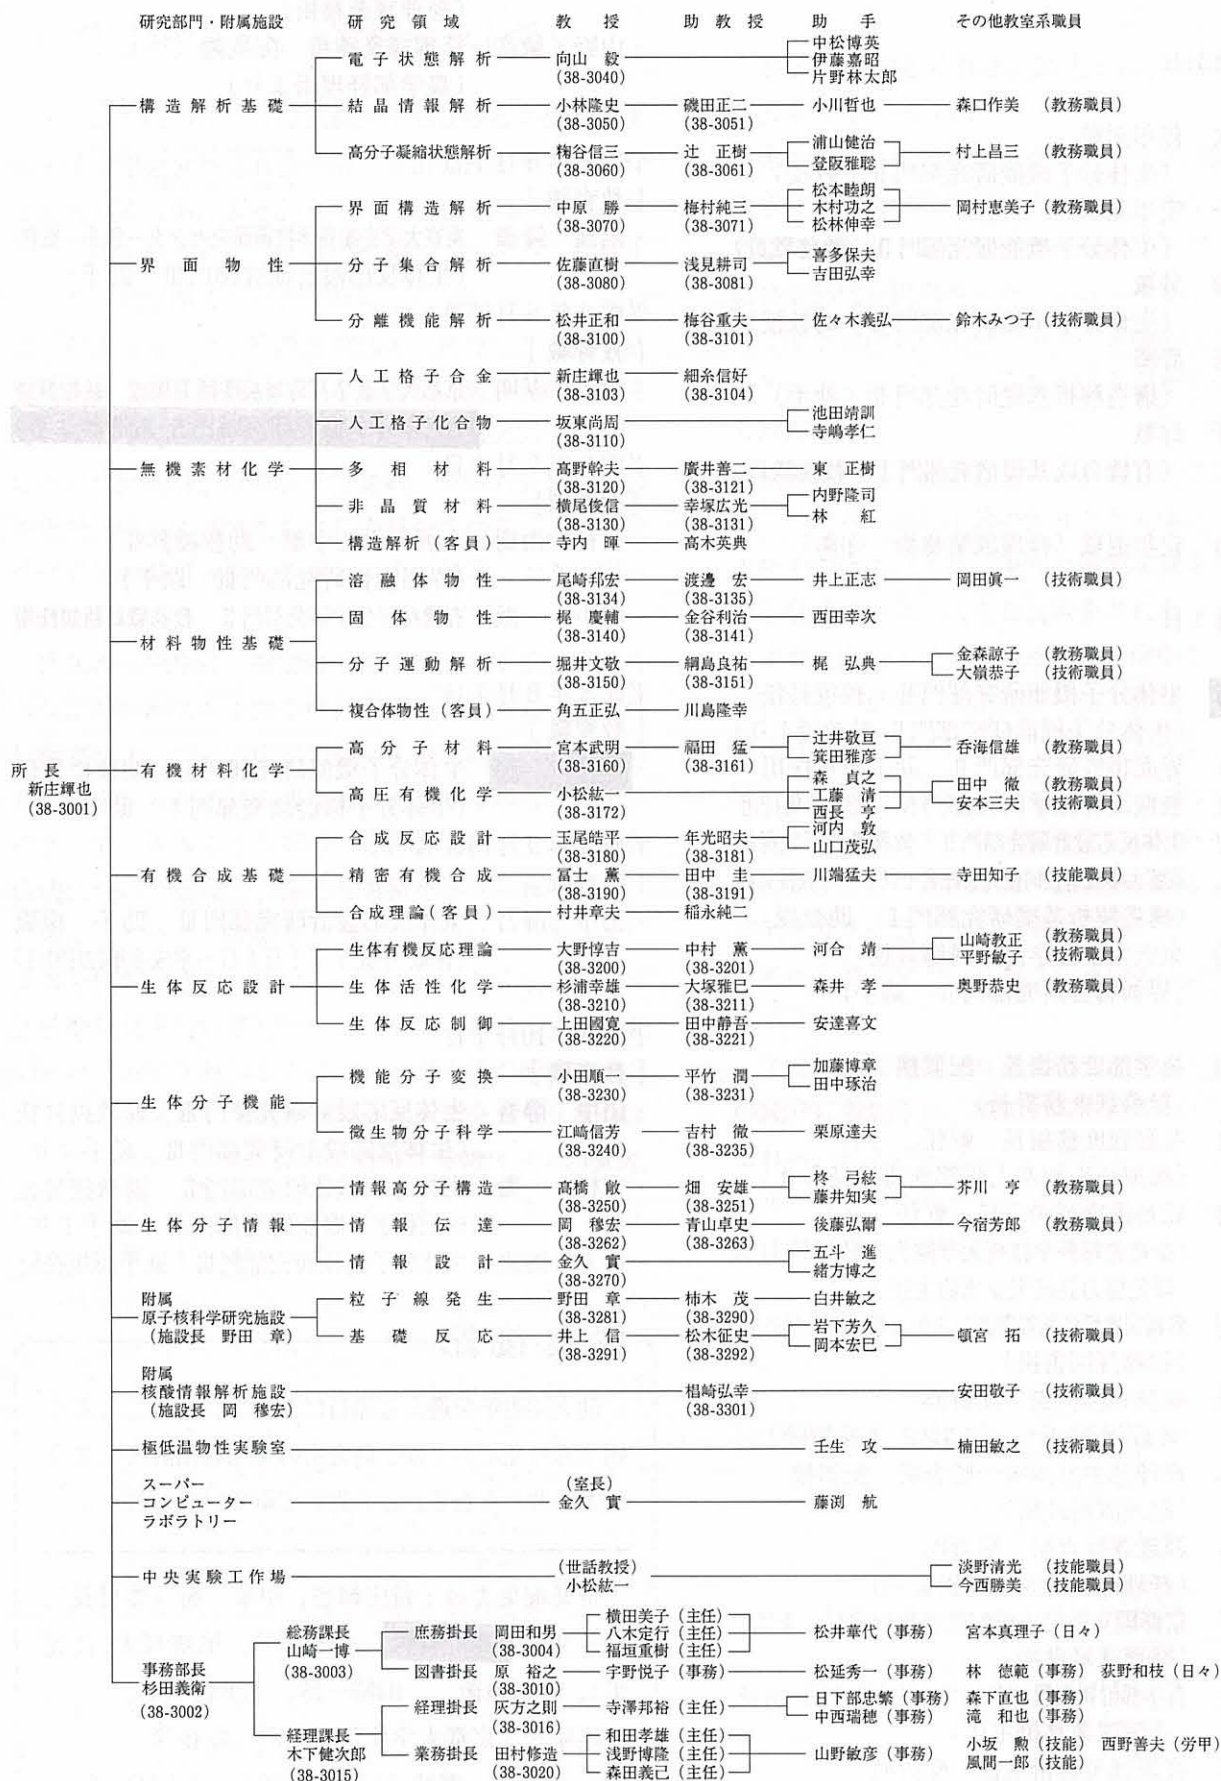 研究部門・附属施設 研究領域 教授 助教授 助手 その他教室系職員
中松博英
電子状態解析 向山 毅 伊藤嘉昭
(38-3040) 片野林太郎
構造解析基礎 結晶情報解析 小林隆史 磯田正二 小川哲也 森口作美 (教務職員)
(38-3050) (38-3051)
浦山健治
高分子凝縮状態解析 麴谷信三 辻 正樹 村上昌三 (教務職員)
(38-3060) (38-3061) 登阪雅聡
松本睦朗
界面構造解析 中原 勝 梅村純三 木村功之 岡村恵美子 (教務職員)
(38-3070) (38-3071) 松林伸幸
喜多保夫
界面物性 分子集合解析 佐藤直樹 浅見耕司
(38-3080) (38-3081) 吉田弘幸
分離機能解析 松井正和 梅谷重夫 佐々木義弘 鈴木みつ子 (技術職員)
(38-3100) (38-3101)
人工格子合金 新庄輝也 細糸信好
(38-3103) (38-3104)
池田靖訓
人工格子化合物 坂東尚周
(38-3110) 寺嶋孝仁
無機素材化学 多相材料 高野幹夫 廣井善二 東 正樹
(38-3120) (38-3121)
内野隆司
非晶質材料 横尾俊信 幸塚広光
(38-3130) (38-3131) 林 紅
構造解析 (客員) 寺内 暉 高木英典
溶融体物性 尾崎邦宏 渡邊 宏 井上正志 岡田眞一 (技術職員)
(38-3134) (38-3135)
固体物性 梶 慶輔 金谷利治 西田幸次
(38-3140) (38-3141)
材料物性基礎
金森諒子 (教務職員)
分子運動解析 堀井文敬 綱島良祐 梶 弘典
(38-3150) (38-3151) 大嶺恭子 (技術職員)
複合体物性 (客員) 角五正弘 川島隆幸
辻井敬亘
高分子材料 宮本武明 福田 猛 香海信雄 (教務職員)
(38-3160) (38-3161) 箕田雅彦
所長 有機材料化学
新庄輝也 森 貞之 田中 徹 (教務職員)
(38-3001) 高圧有機化学 小松紘一 工藤 清
(38-3172) 西長 亨 安本三夫 (技術職員)
河内 敦
合成反応設計 玉尾皓平 年光昭夫
(38-3180) (38-3181) 山口茂弘
有機合成基礎 精密有機合成 冨士 薫 田中 圭 川端猛夫 寺田知子 (技能職員)
(38-3190) (38-3191)
合成理論(客員) 村井章夫 稲永純二
山崎教正 (教務職員)
生体有機反応理論 大野惇吉 中村 薫 河合 靖
(38-3200) (38-3201) 平野敏子 (技術職員)
生体反応設計 生体活性化学 杉浦幸雄 大塚雅巳 森井 孝 奥野恭史 (教務職員)
(38-3210) (38-3211)
生体反応制御 上田國寛 田中静吾 安達喜文
(38-3220) (38-3221)
加藤博章
機能分子変換 小田順一 平竹 潤
(38-3230) (38-3231) 田中琢治
生体分子機能
微生物分子科学 江崎信芳 吉村 徹 栗原達夫
(38-3240) (38-3235)
柊 弓絃
情報高分子構造 高橋 敞 畑 安雄 芥川 亨 (教務職員)
(38-3250) (38-3251) 藤井知実
生体分子情報 情報伝達 岡 穆宏 青山卓史 後藤弘爾 今宿芳郎 (教務職員)
(38-3262) (38-3263)
五斗 進
情報設計 金久 實
(38-3270) 緒方博之
附属 粒子線発生 野田 章 柿木 茂 白井敏之
原子核科学研究施設 (38-3281) (38-3290)
(施設長 野田 章) 岩下芳久
基礎反応 井上 信 松木征史 頓宮 拓 (技術職員)
(38-3291) (38-3292) 岡本宏巳
附属
核酸情報解析施設 椙崎弘幸 安田敬子 (技術職員)
(施設長 岡 穆宏) (38-3301)
極低温物性実験室 壬生 攻 楠田敏之 (技術職員)
スーパー (室長)
コンピューター 金久 實 藤渕 航
ラボラトリー
(世話教授) 淡野清光 (技能職員)
中央実験工作場 小松紘一 今西勝美 (技能職員)
横田美子 (主任)
総務課長 庶務掛長 岡田和男 八木定行 (主任) 松井華代 (事務) 宮本真理子 (日々)
山崎一博 (38-3004) 福垣重樹 (主任)
(38-3003)
図書掛長 原 裕之 宇野悦子 (事務) 松延秀一 (事務) 林 徳範 (事務) 荻野和枝 (日々)
事務部長 (38-3010)
杉田義衛
(38-3002) 日下部忠繁 (事務) 森下直也 (事務)
経理掛長 灰方之則 寺澤邦裕 (主任)
(38-3016) 中西瑞穂 (事務) 滝 和也 (事務)
経理課長 和田孝雄 (主任)
木下健次郎 業務掛長 田村修造 浅野博隆 (主任) 山野敏彦 (事務) 小坂 勲 (技能) 西野善夫 (労甲)
(38-3015) (38-3020) 森田義己 (主任) 風間一郎 (技能)